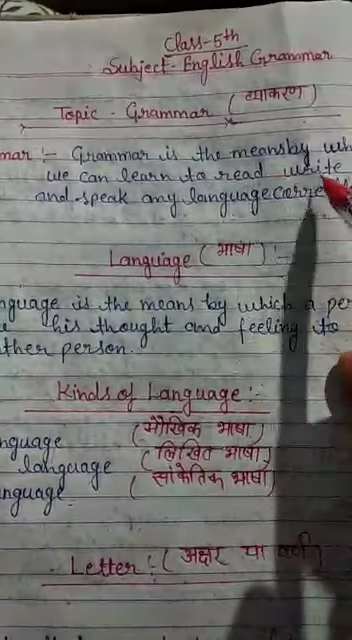 Class-5th
Subject- English Grammar
Topic - Grammar (व्याकरण)
mar :- Grammar is the means by wh
we can learn to read write
and speak any language corre
Language (भाषा) :-
nguage is the means by which a per
his thought and feeling to
ther person.
Kinds of Language :-
nguage (मौखिक भाषा)
language (लिखित भाषा)
nguage (सांकेतिक भाषा)
Letter :- (अक्षर या